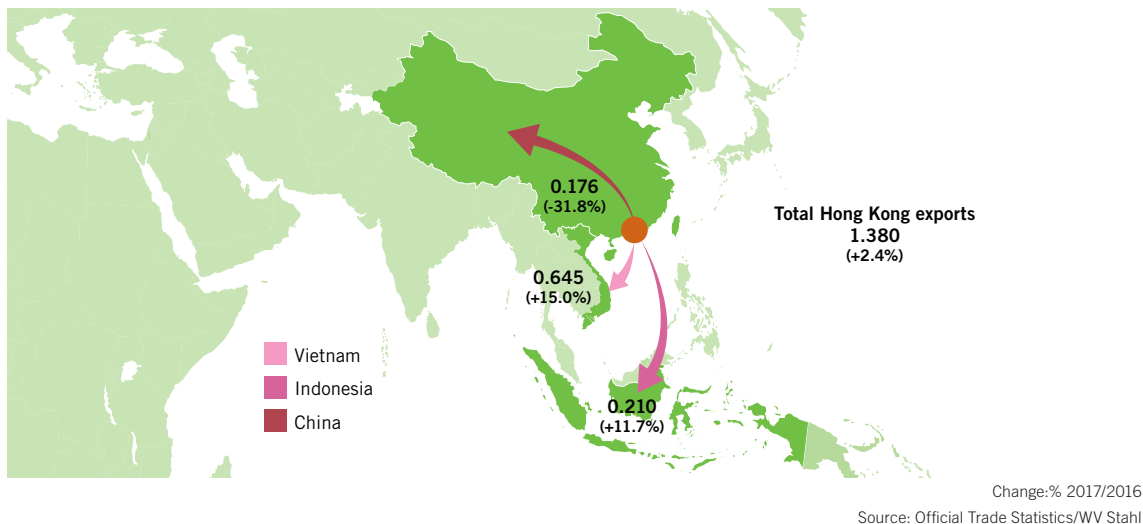 0.176
(-31.8%)
Total Hong Kong exports
1.380
(+2.4%)
0.645
(+15.0%)
Vietnam
Indonesia
China
0.210
(+11.7%)
Change:% 2017/2016
Source: Official Trade Statistics/WV Stahl